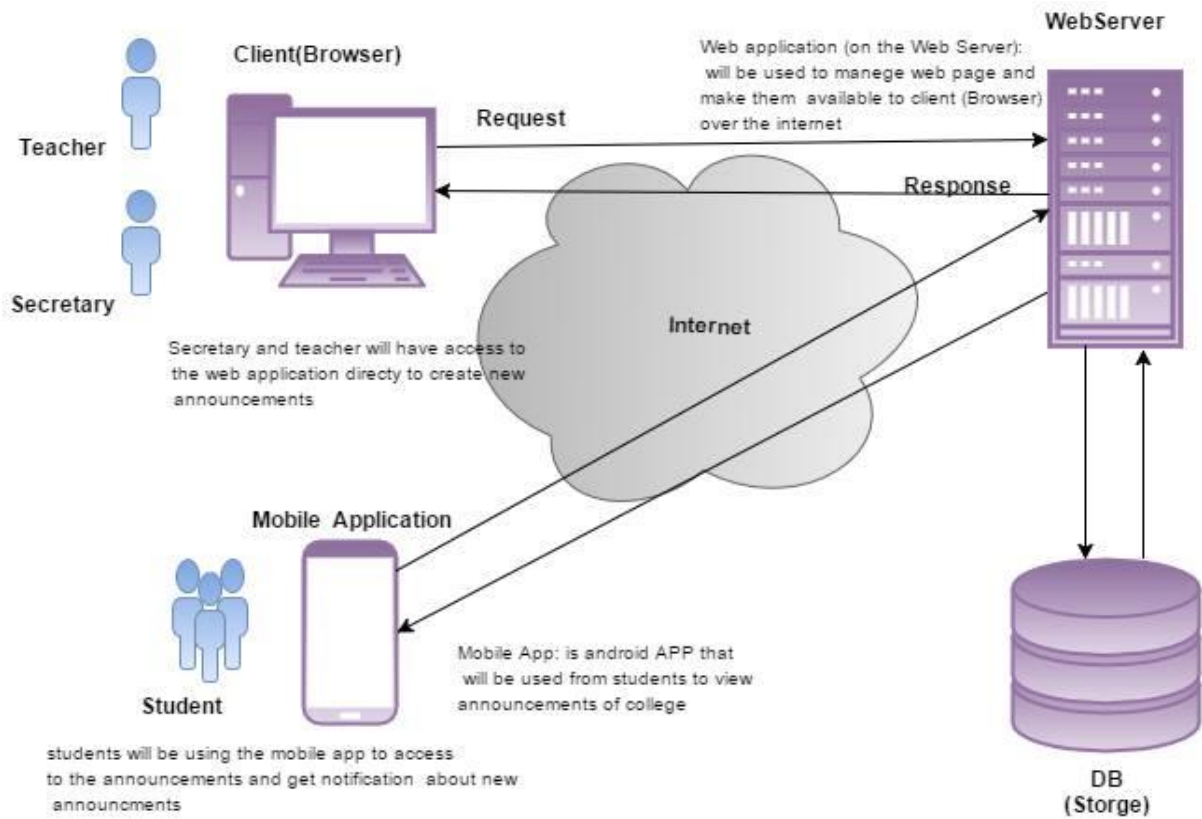 WebServer
Client(Browser)
Web application (on the Web Server):
will be used to manege web page and
make them available to client (Browser)
over the internet
Request
Teacher
Response
Secretary
Internet
Secretary and teacher will have access to
the web application directy to create new
announcements
Mobile Application
Mobile App: is android APP that
will be used from students to view
announcements of college
Student
students will be using the mobile app to access
to the announcements and get notification about new
announcments
DB
(Storge)